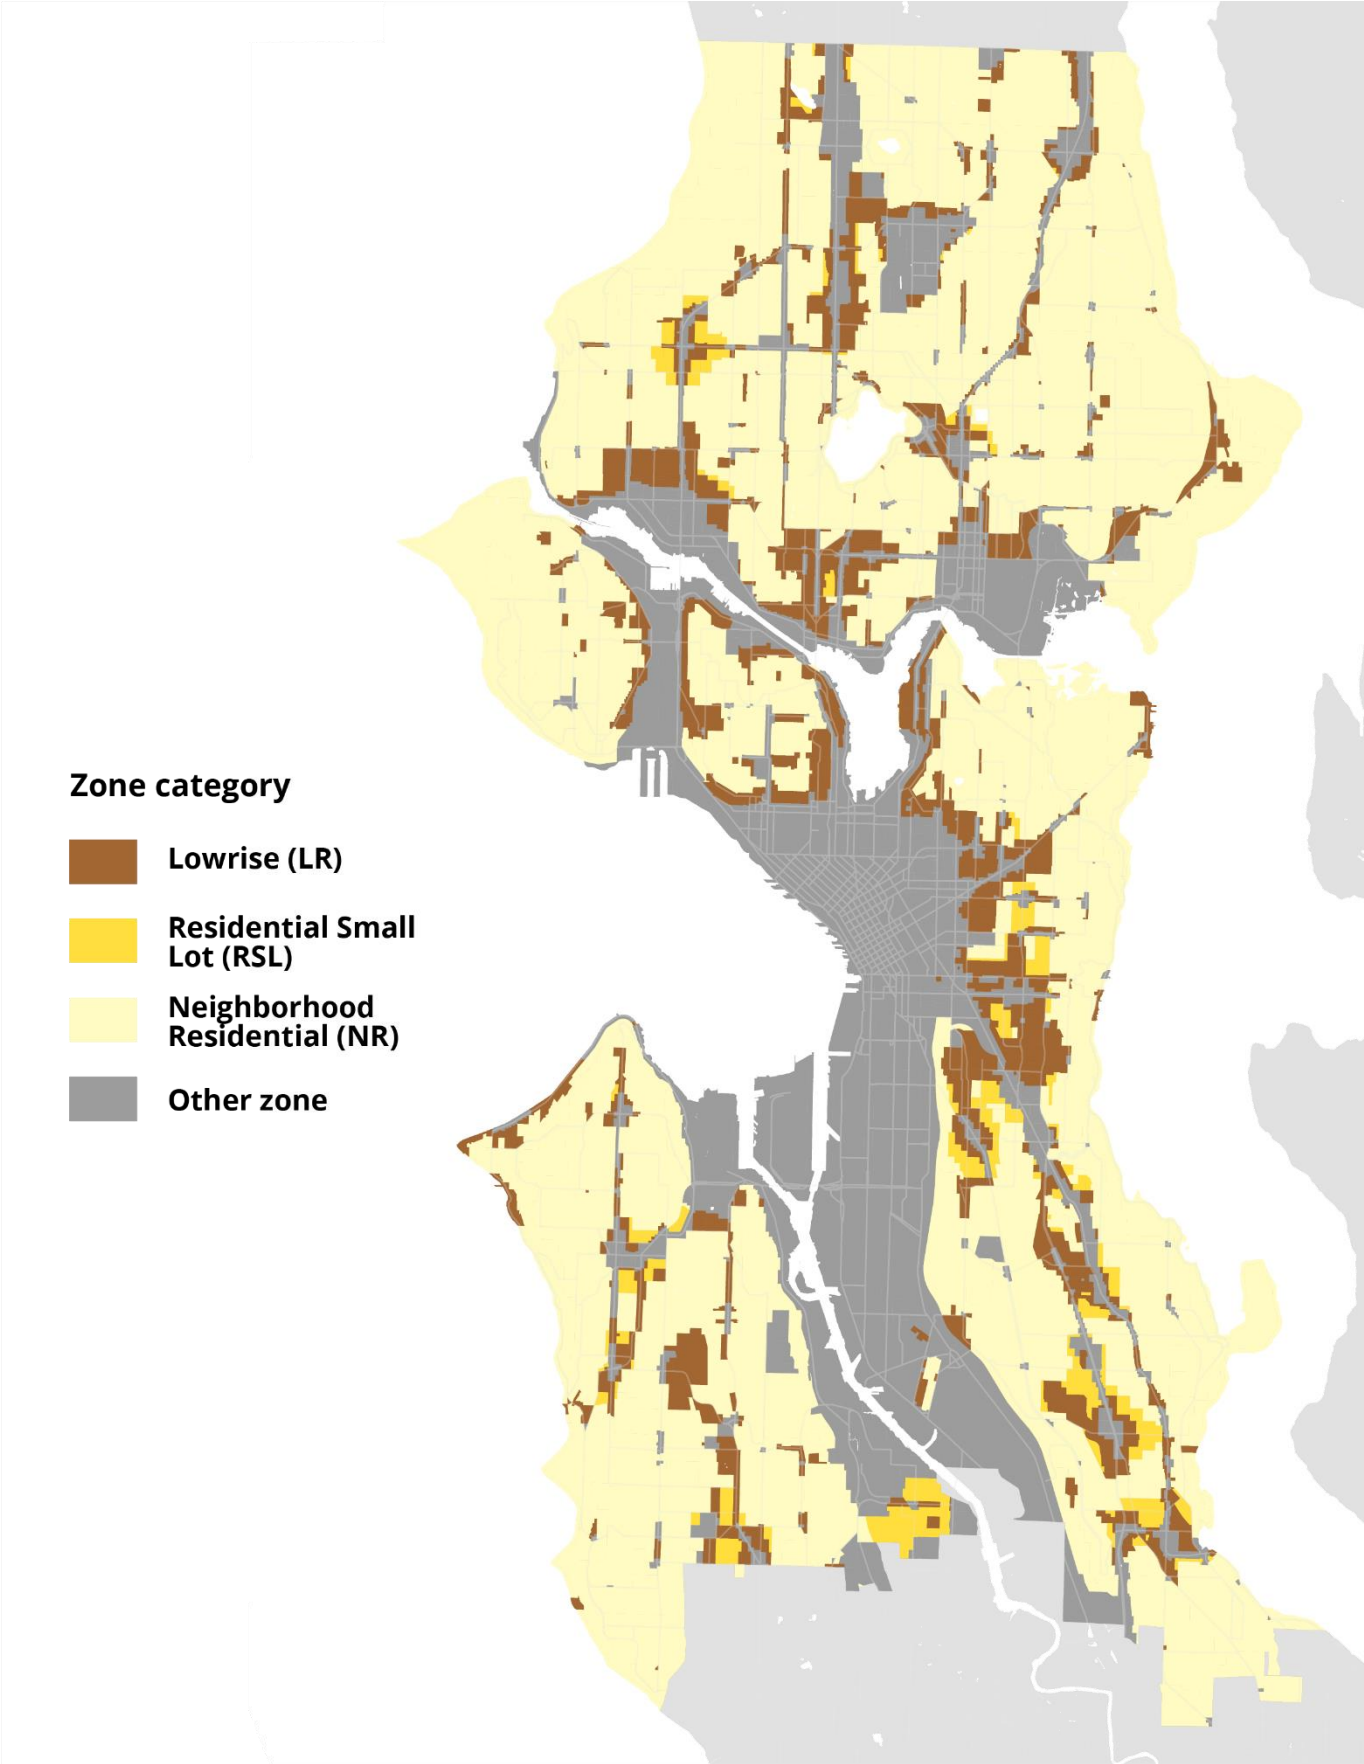 Zone category
Lowrise (LR)
Residential Small
Lot (RSL)
Neighborhood
Residential (NR)
Other zone